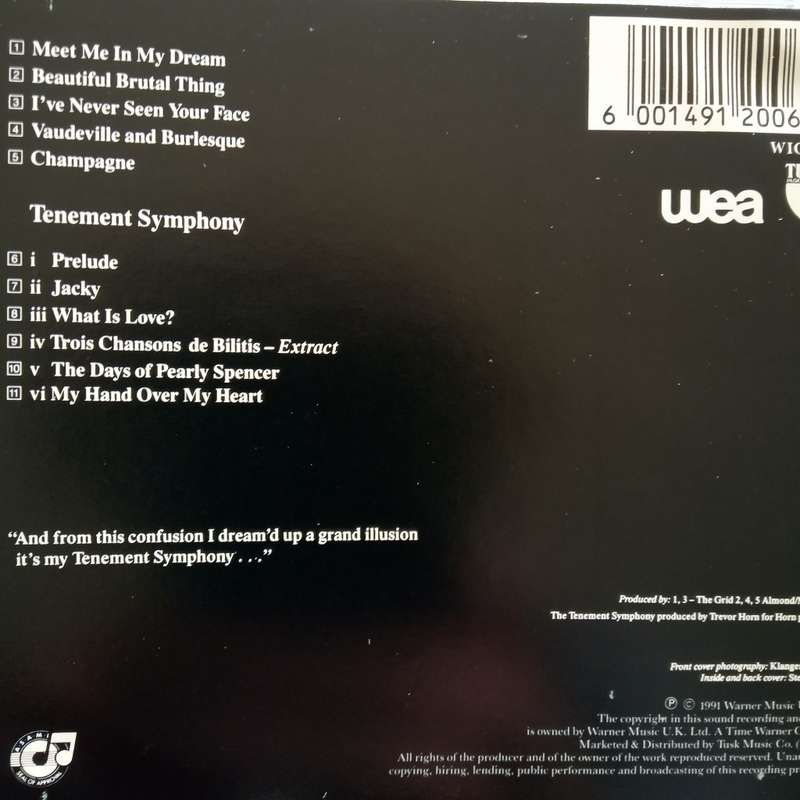 1 Meet Me In My Dream
2 Beautiful Brutal Thing
3 I've Never Seen Your Face
4 Vaudeville and Burlesque
5 Champagne
Tenement Symphony
6 i Prelude
7 ii Jacky
8 iii What Is Love?
9 iv Trois Chansons de Bilitis – Extract
10 v The Days of Pearly Spencer
11 vi My Hand Over My Heart
"And from this confusion I dream'd up a grand illusion
it's my Tenement Symphony . . ."
6 001491 2006
wea
Produced by: 1, 3 – The Grid 2, 4, 5 Almond/
The Tenement Symphony produced by Trevor Horn for Horn
Front cover photography:
Inside and back cover:
℗ © 1991 Warner Music
The copyright in this sound recording
is owned by Warner Music U.K. Ltd. A Time Warner
Marketed & Distributed by Tusk Music Co.
All rights of the producer and of the owner of the work reproduced reserved.
copying, hiring, lending, public performance and broadcasting of this recording
ASAMI
SEAL OF APPROVAL